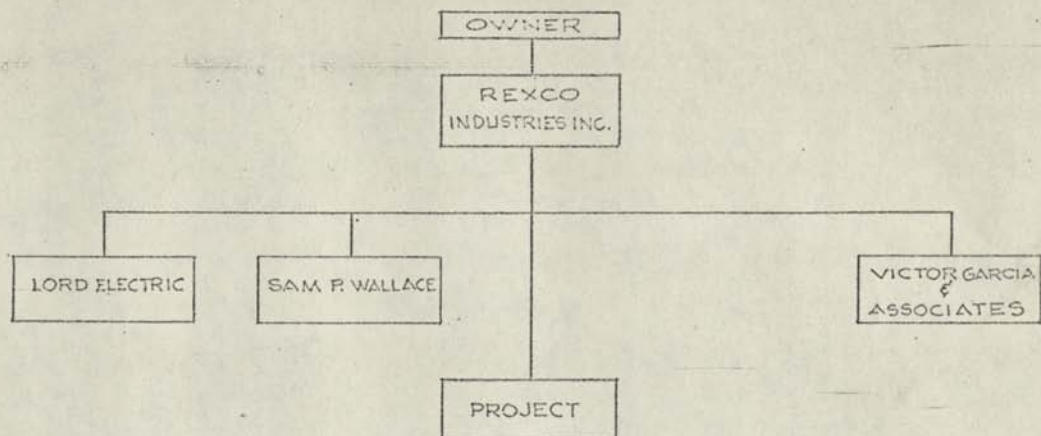 OWNER
REXCO
INDUSTRIES INC.
LORD ELECTRIC
SAM P. WALLACE
VICTOR GARCIA
&
ASSOCIATES
PROJECT